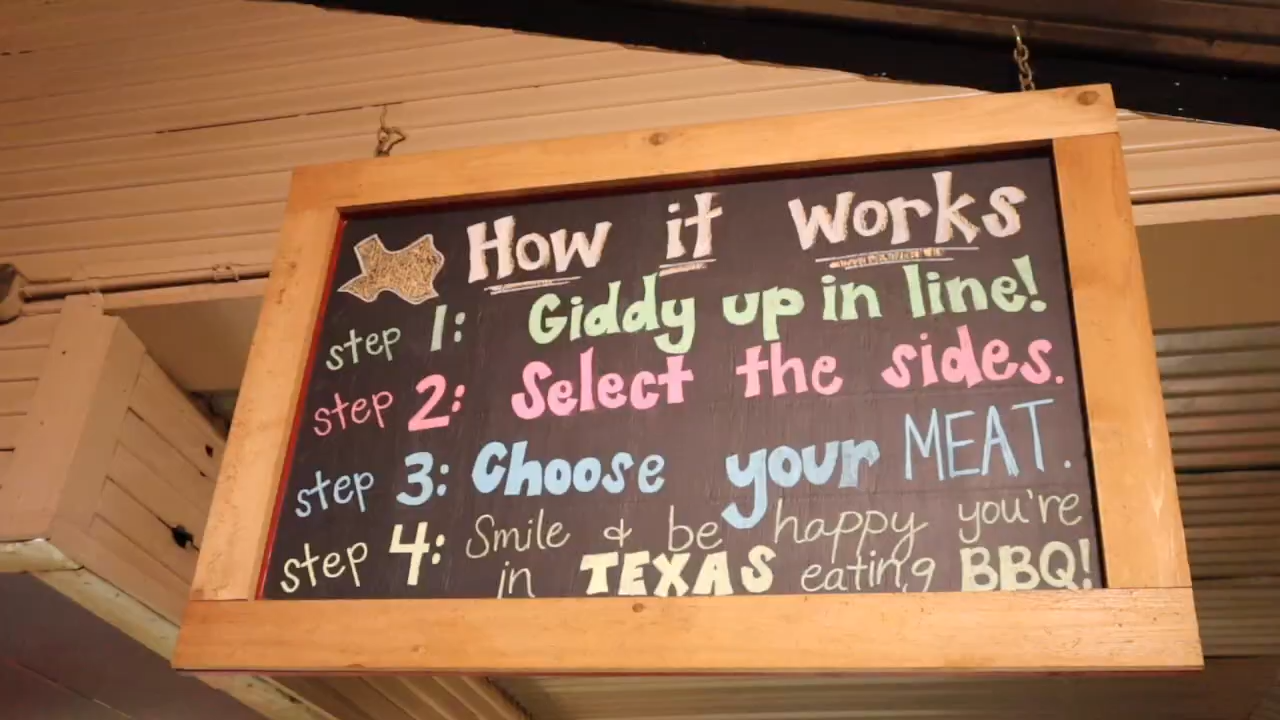 How it works
step 1: Giddy up in line!
step 2: Select the sides.
step 3: Choose your MEAT.
step 4: Smile & be happy you're
in TEXAS eating BBQ!